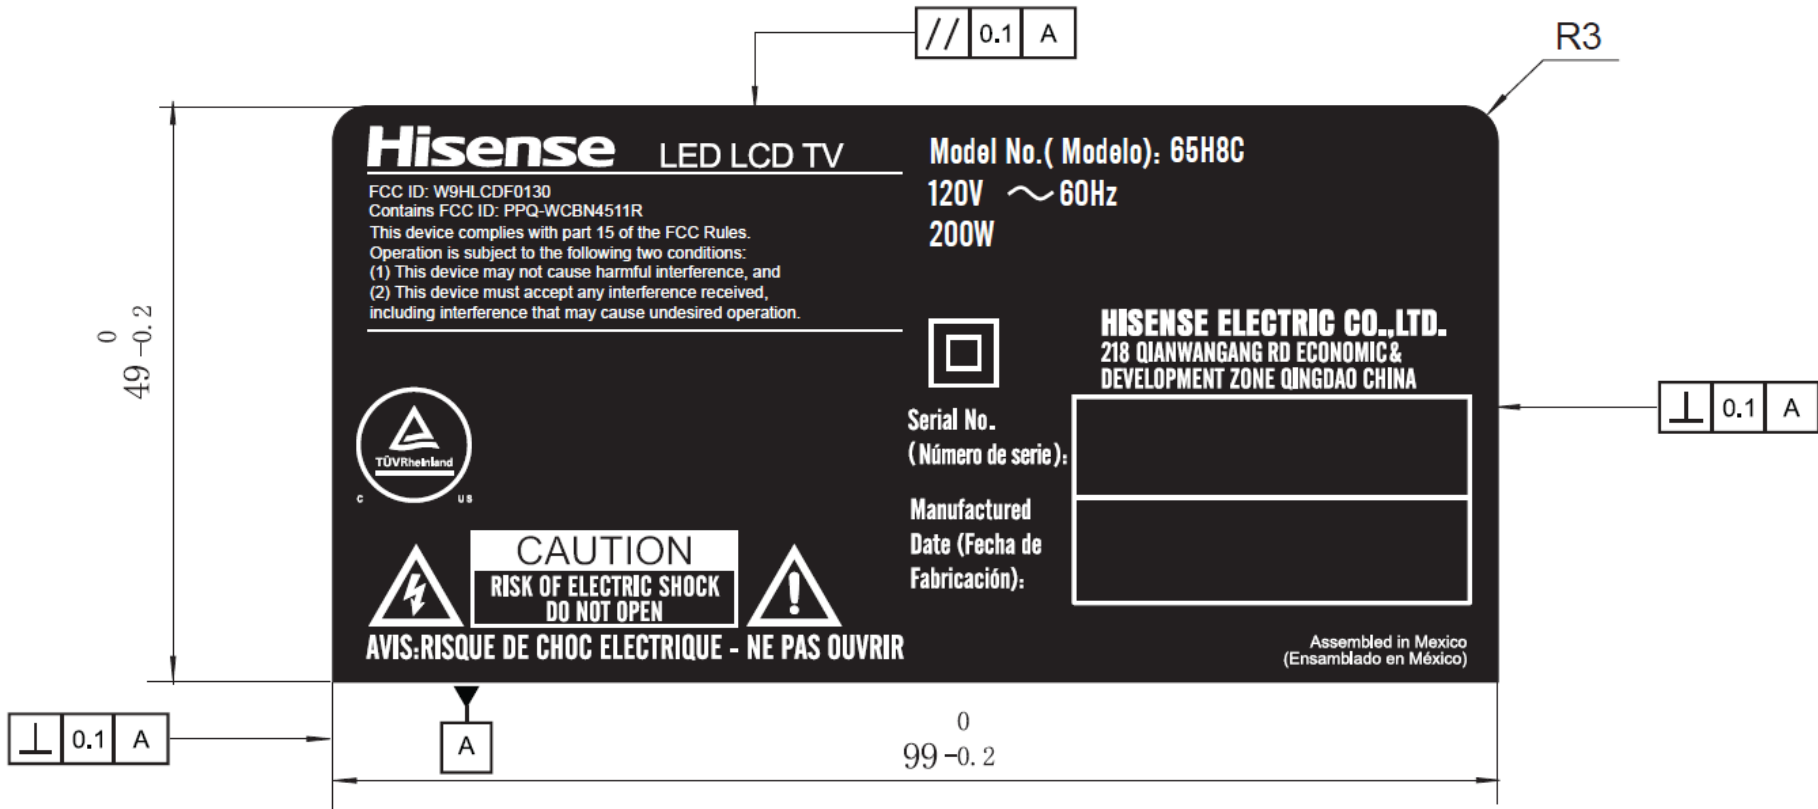 // 0.1 A
R3
Hisense LED LCD TV
FCC ID: W9HLCDF0130
Contains FCC ID: PPQ-WCBN4511R
This device complies with part 15 of the FCC Rules.
Operation is subject to the following two conditions:
(1) This device may not cause harmful interference, and
(2) This device must accept any interference received,
including interference that may cause undesired operation.
Model No.( Modelo): 65H8C
120V ～ 60Hz
200W
0
49 -0.2
HISENSE ELECTRIC CO.,LTD.
218 QIANWANGANG RD ECONOMIC &
DEVELOPMENT ZONE QINGDAO CHINA
⊥ 0.1 A
Serial No.
( Número de serie):
TÜVRheinland
C US
Manufactured
Date (Fecha de
Fabricación):
CAUTION
RISK OF ELECTRIC SHOCK
DO NOT OPEN
AVIS:RISQUE DE CHOC ELECTRIQUE - NE PAS OUVRIR
Assembled in Mexico
(Ensamblado en México)
⊥ 0.1 A
A
0
99 -0.2